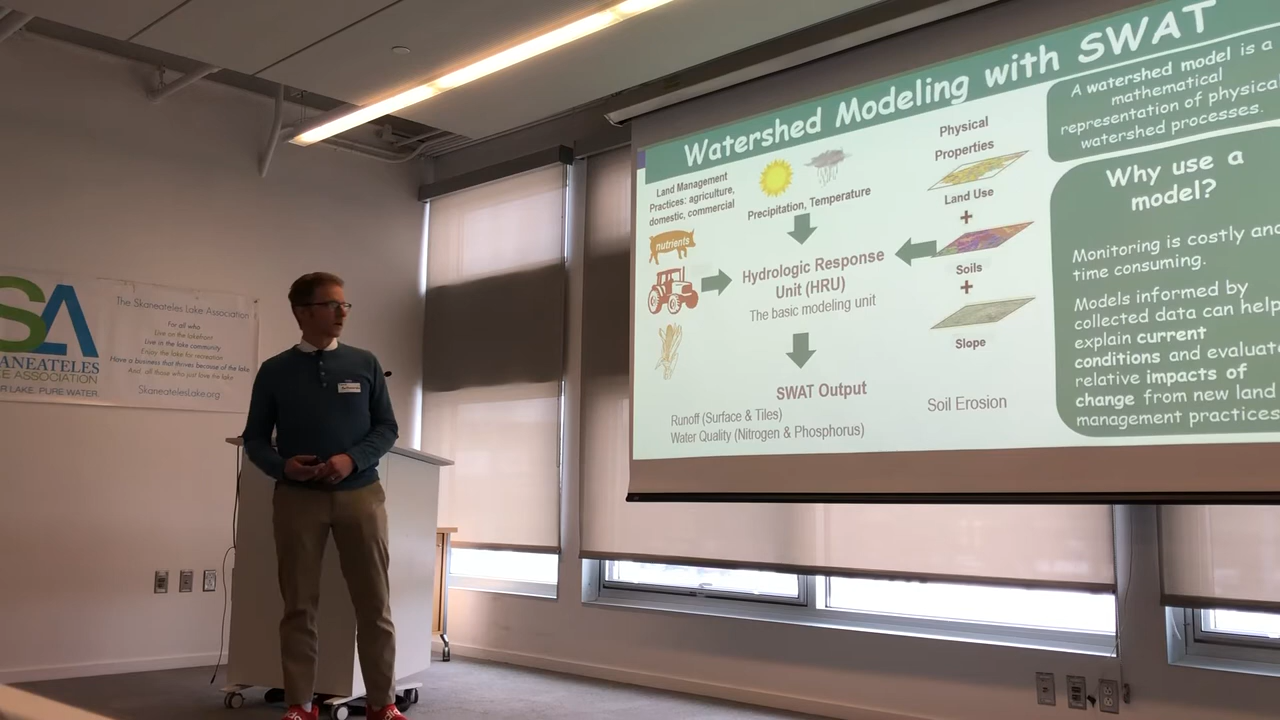 SLA
SKANEATELES
LAKE ASSOCIATION
The Skaneateles Lake Association
For all who
Live on the lakefront
Live in the lake community
Enjoy the lake for recreation
Have a business that thrives because of the lake
And, all those who just love the lake
SkaneatelesLake.org
LAKE. PURE WATER.
Watershed Modeling with SWAT
Land Management
Practices: agriculture,
domestic, commercial
nutrients
Precipitation, Temperature
Hydrologic Response
Unit (HRU)
The basic modeling unit
SWAT Output
Runoff (Surface & Tiles)
Water Quality (Nitrogen & Phosphorus)
Physical
Properties
Land Use
+
Soils
+
Slope
Soil Erosion
A watershed model is a
mathematical
representation of physical
watershed processes.
Why use a
model?
Monitoring is costly and
time consuming.
Models informed by
collected data can help
explain current
conditions and evaluate
relative impacts of
change from new land
management practices